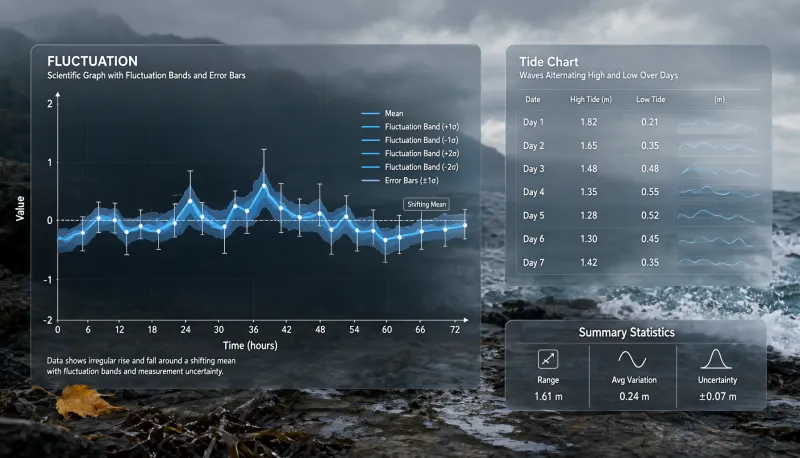 FLUCTUATION
Scientific Graph with Fluctuation Bands and Error Bars
2
1
0
-1
-2
Value
Mean
Fluctuation Band (+1σ)
Fluctuation Band (-1σ)
Fluctuation Band (+2σ)
Fluctuation Band (-2σ)
Error Bars (±1σ)
Shifting Mean
0 6 12 18 24 30 36 42 48 54 60 66 72
Time (hours)
Data shows irregular rise and fall around a shifting mean
with fluctuation bands and measurement uncertainty.
Tide Chart
Waves Alternating High and Low Over Days
Date High Tide (m) Low Tide (m)
Day 1 1.82 0.21
Day 2 1.65 0.35
Day 3 1.48 0.48
Day 4 1.35 0.55
Day 5 1.28 0.52
Day 6 1.30 0.45
Day 7 1.42 0.35
Summary Statistics
Range Avg Variation Uncertainty
1.61 m 0.24 m ±0.07 m